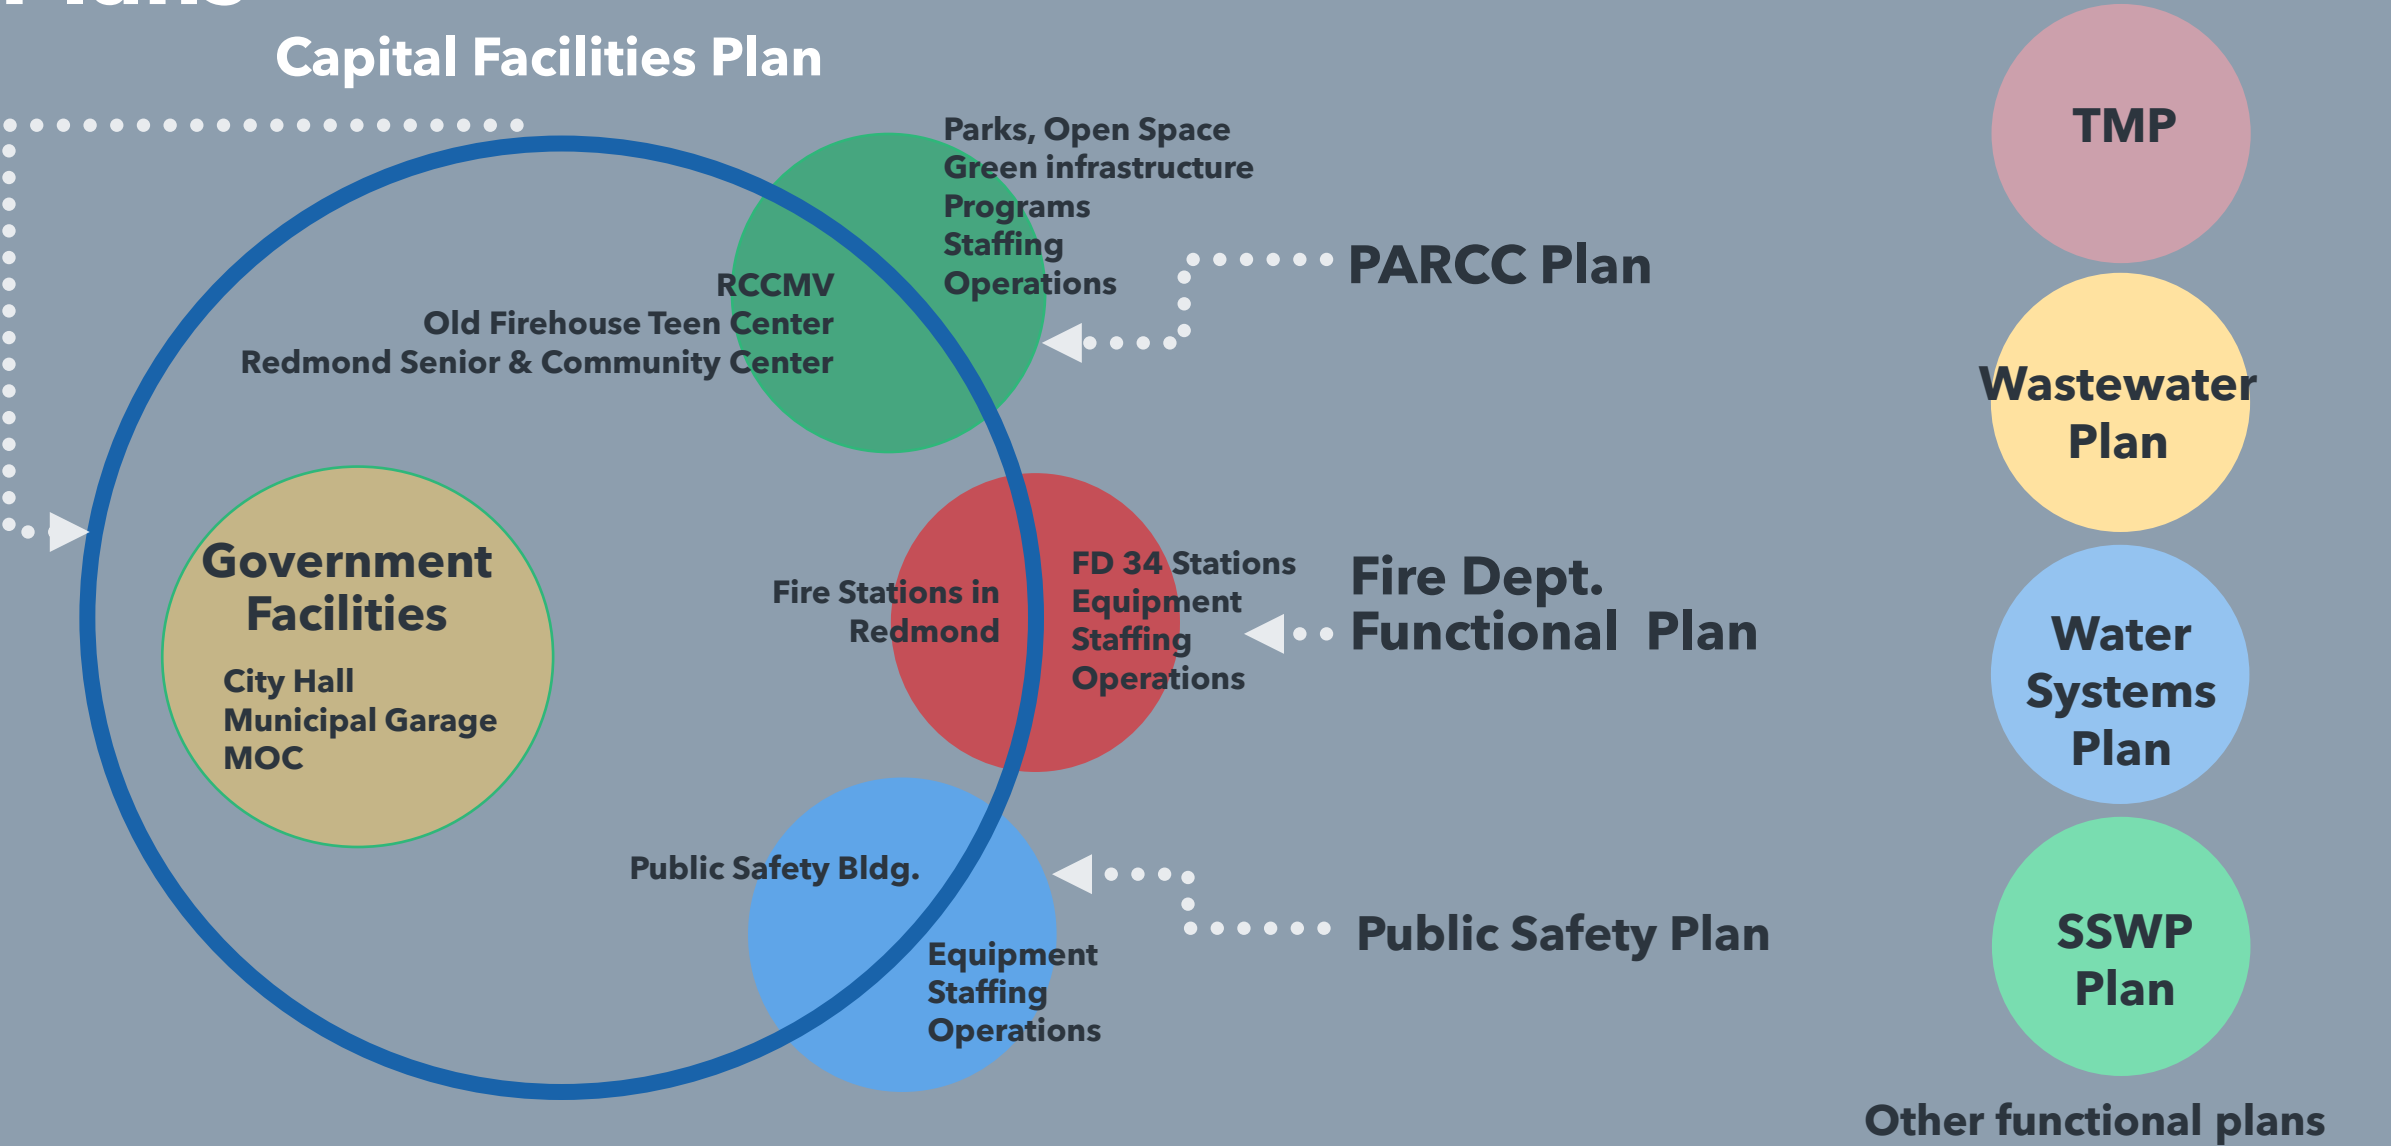 Capital Facilities Plan
Parks, Open Space
Green infrastructure
Programs
Staffing
Operations
RCCMV
Old Firehouse Teen Center
Redmond Senior & Community Center
PARCC Plan
Government
Facilities
City Hall
Municipal Garage
MOC
Fire Stations in
Redmond
FD 34 Stations
Equipment
Staffing
Operations
Fire Dept.
Functional Plan
Public Safety Bldg.
Equipment
Staffing
Operations
Public Safety Plan
TMP
Wastewater
Plan
Water
Systems
Plan
SSWP
Plan
Other functional plans